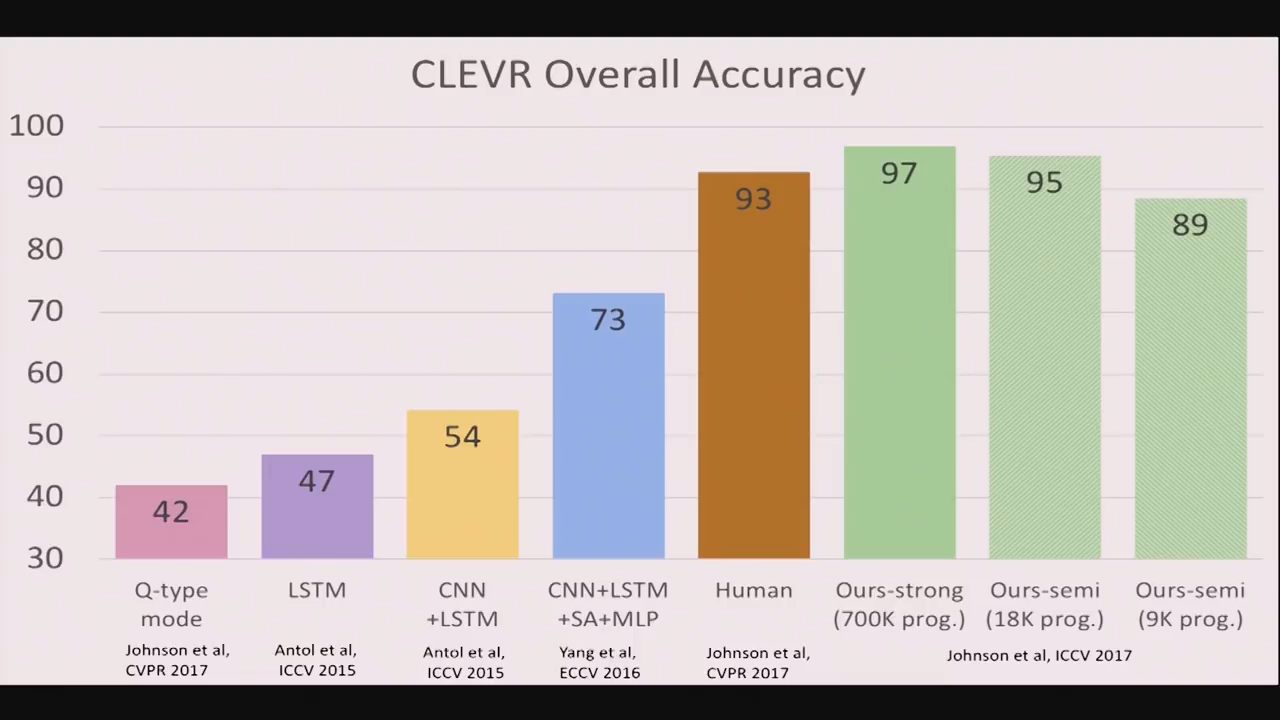 CLEVR Overall Accuracy
100
90
80
70
60
50
40
30
42
47
54
73
93
97
95
89
Q-type
mode
LSTM
CNN
+LSTM
CNN+LSTM
+SA+MLP
Human
Ours-strong
(700K prog.)
Ours-semi
(18K prog.)
Ours-semi
(9K prog.)
Johnson et al,
CVPR 2017
Antol et al,
ICCV 2015
Antol et al,
ICCV 2015
Yang et al,
ECCV 2016
Johnson et al,
CVPR 2017
Johnson et al, ICCV 2017